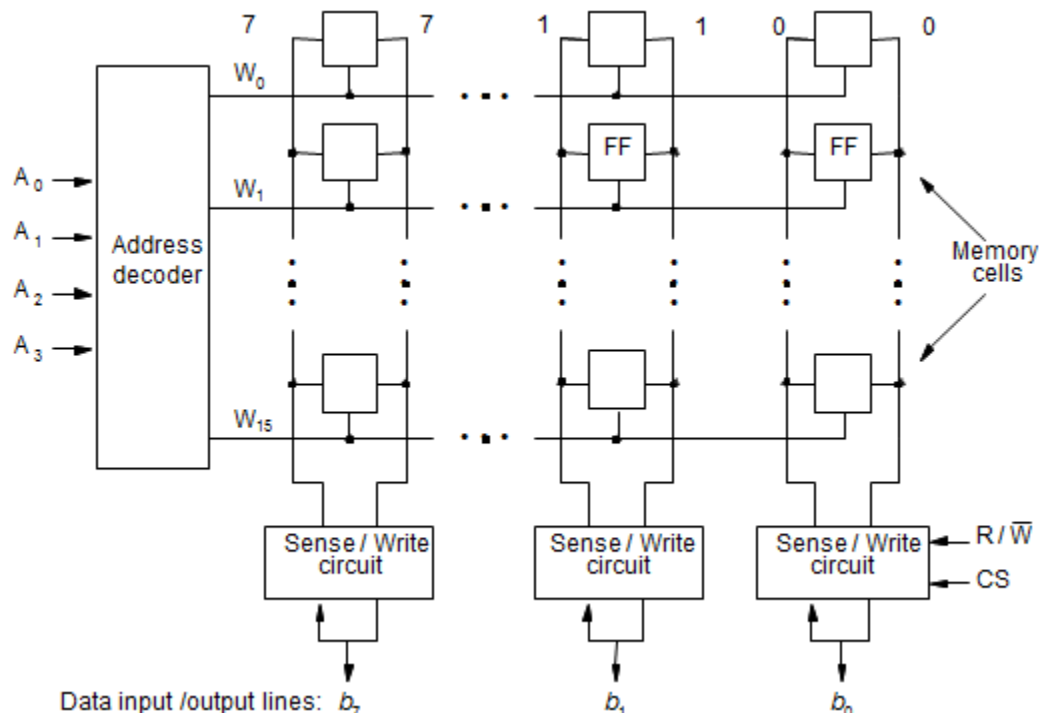 7 7 1 1 0 0
W0
FF FF
A0
W1
A1
Address
decoder
Memory
cells
A2
A3
W15
Sense / Write
circuit
Sense / Write
circuit
Sense / Write
circuit
R / W̅
CS
Data input /output lines: b7 b1 b0